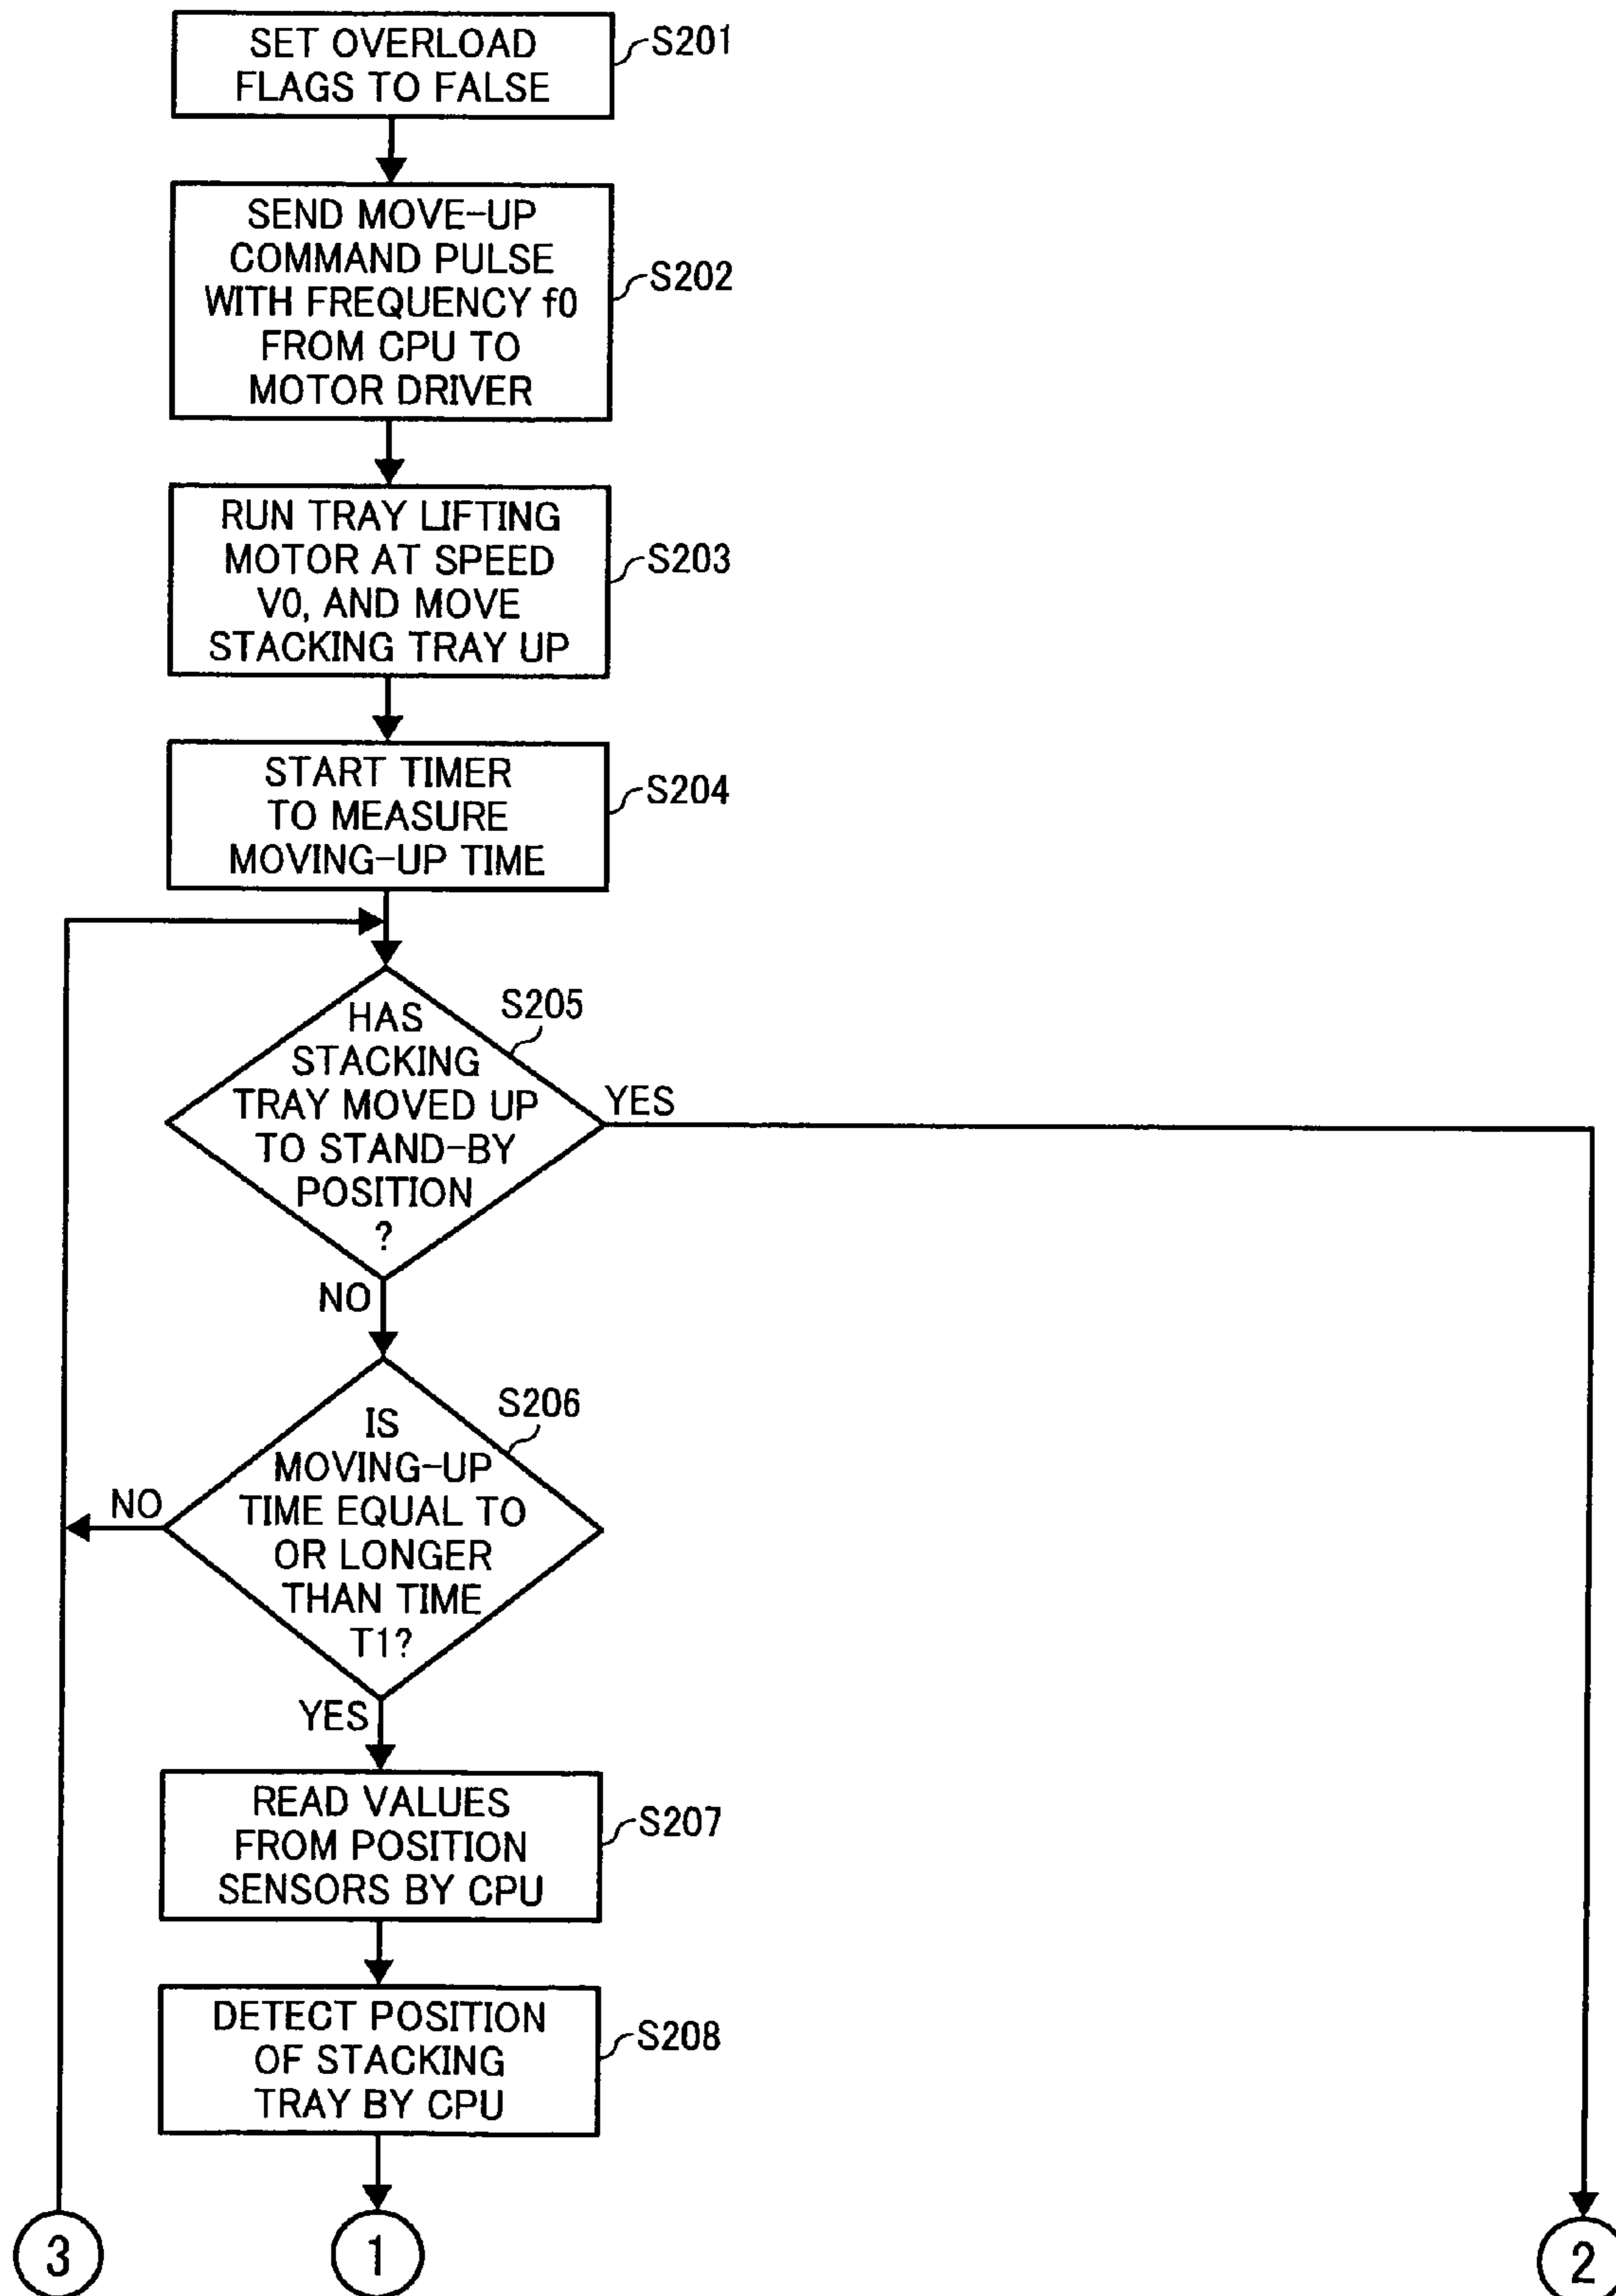 SET OVERLOAD
FLAGS TO FALSE
S201
SEND MOVE-UP
COMMAND PULSE
WITH FREQUENCY f0
FROM CPU TO
MOTOR DRIVER
S202
RUN TRAY LIFTING
MOTOR AT SPEED
V0, AND MOVE
STACKING TRAY UP
S203
START TIMER
TO MEASURE
MOVING-UP TIME
S204
HAS
STACKING
TRAY MOVED UP
TO STAND-BY
POSITION
?
S205
YES
NO
IS
MOVING-UP
TIME EQUAL TO
OR LONGER
THAN TIME
T1?
S206
NO
YES
READ VALUES
FROM POSITION
SENSORS BY CPU
S207
DETECT POSITION
OF STACKING
TRAY BY CPU
S208
3
1
2